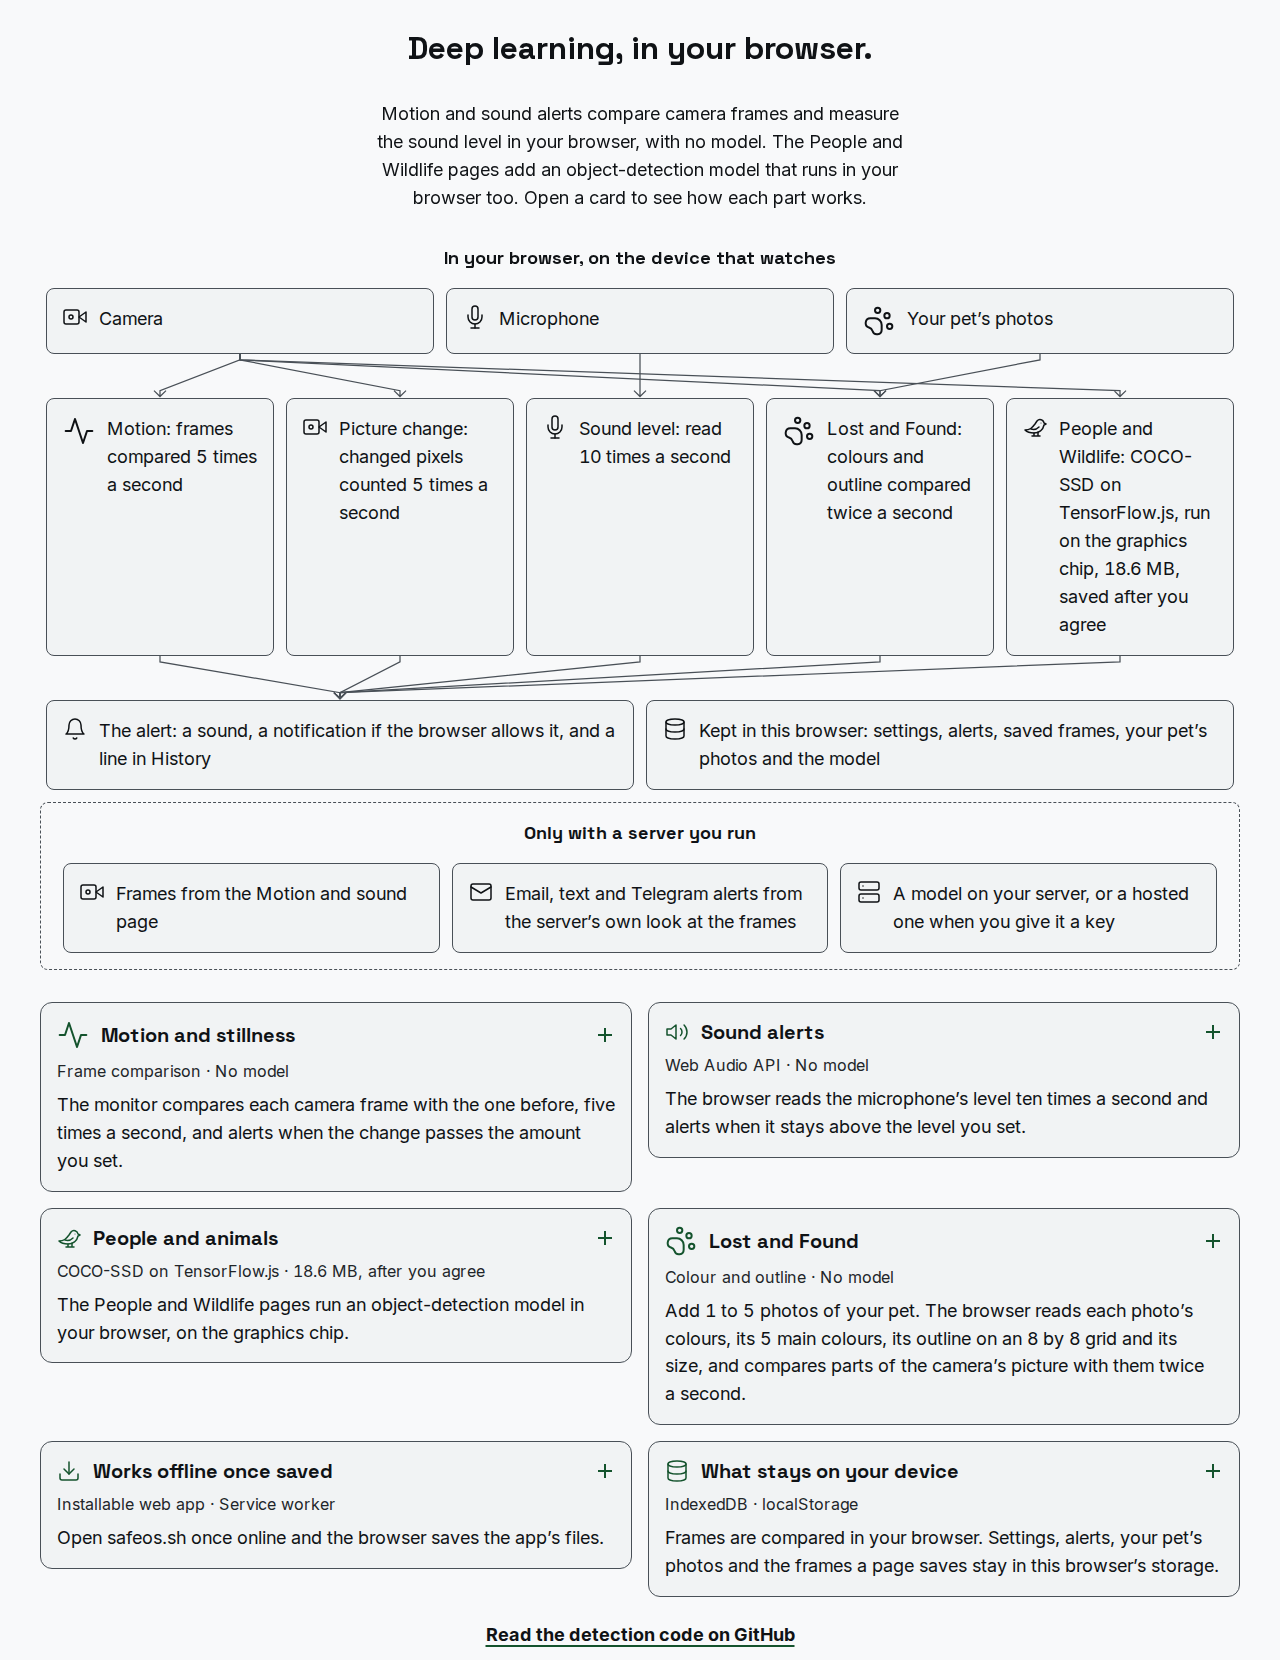 Deep learning, in your browser.
Motion and sound alerts compare camera frames and measure
the sound level in your browser, with no model. The People and
Wildlife pages add an object-detection model that runs in your
browser too. Open a card to see how each part works.
In your browser, on the device that watches
Camera
Microphone
Your pet’s photos
Motion: frames
compared 5 times
a second
Picture change:
changed pixels
counted 5 times a
second
Sound level: read
10 times a second
Lost and Found:
colours and
outline compared
twice a second
People and
Wildlife: COCO-
SSD on
TensorFlow.js, run
on the graphics
chip, 18.6 MB,
saved after you
agree
The alert: a sound, a notification if the browser allows it, and a
line in History
Kept in this browser: settings, alerts, saved frames, your pet’s
photos and the model
Only with a server you run
Frames from the Motion and sound
page
Email, text and Telegram alerts from
the server’s own look at the frames
A model on your server, or a hosted
one when you give it a key
Motion and stillness
Frame comparison · No model
The monitor compares each camera frame with the one before, five
times a second, and alerts when the change passes the amount
you set.
Sound alerts
Web Audio API · No model
The browser reads the microphone’s level ten times a second and
alerts when it stays above the level you set.
People and animals
COCO-SSD on TensorFlow.js · 18.6 MB, after you agree
The People and Wildlife pages run an object-detection model in
your browser, on the graphics chip.
Lost and Found
Colour and outline · No model
Add 1 to 5 photos of your pet. The browser reads each photo’s
colours, its 5 main colours, its outline on an 8 by 8 grid and its
size, and compares parts of the camera’s picture with them twice
a second.
Works offline once saved
Installable web app · Service worker
Open safeos.sh once online and the browser saves the app’s files.
What stays on your device
IndexedDB · localStorage
Frames are compared in your browser. Settings, alerts, your pet’s
photos and the frames a page saves stay in this browser’s storage.
Read the detection code on GitHub